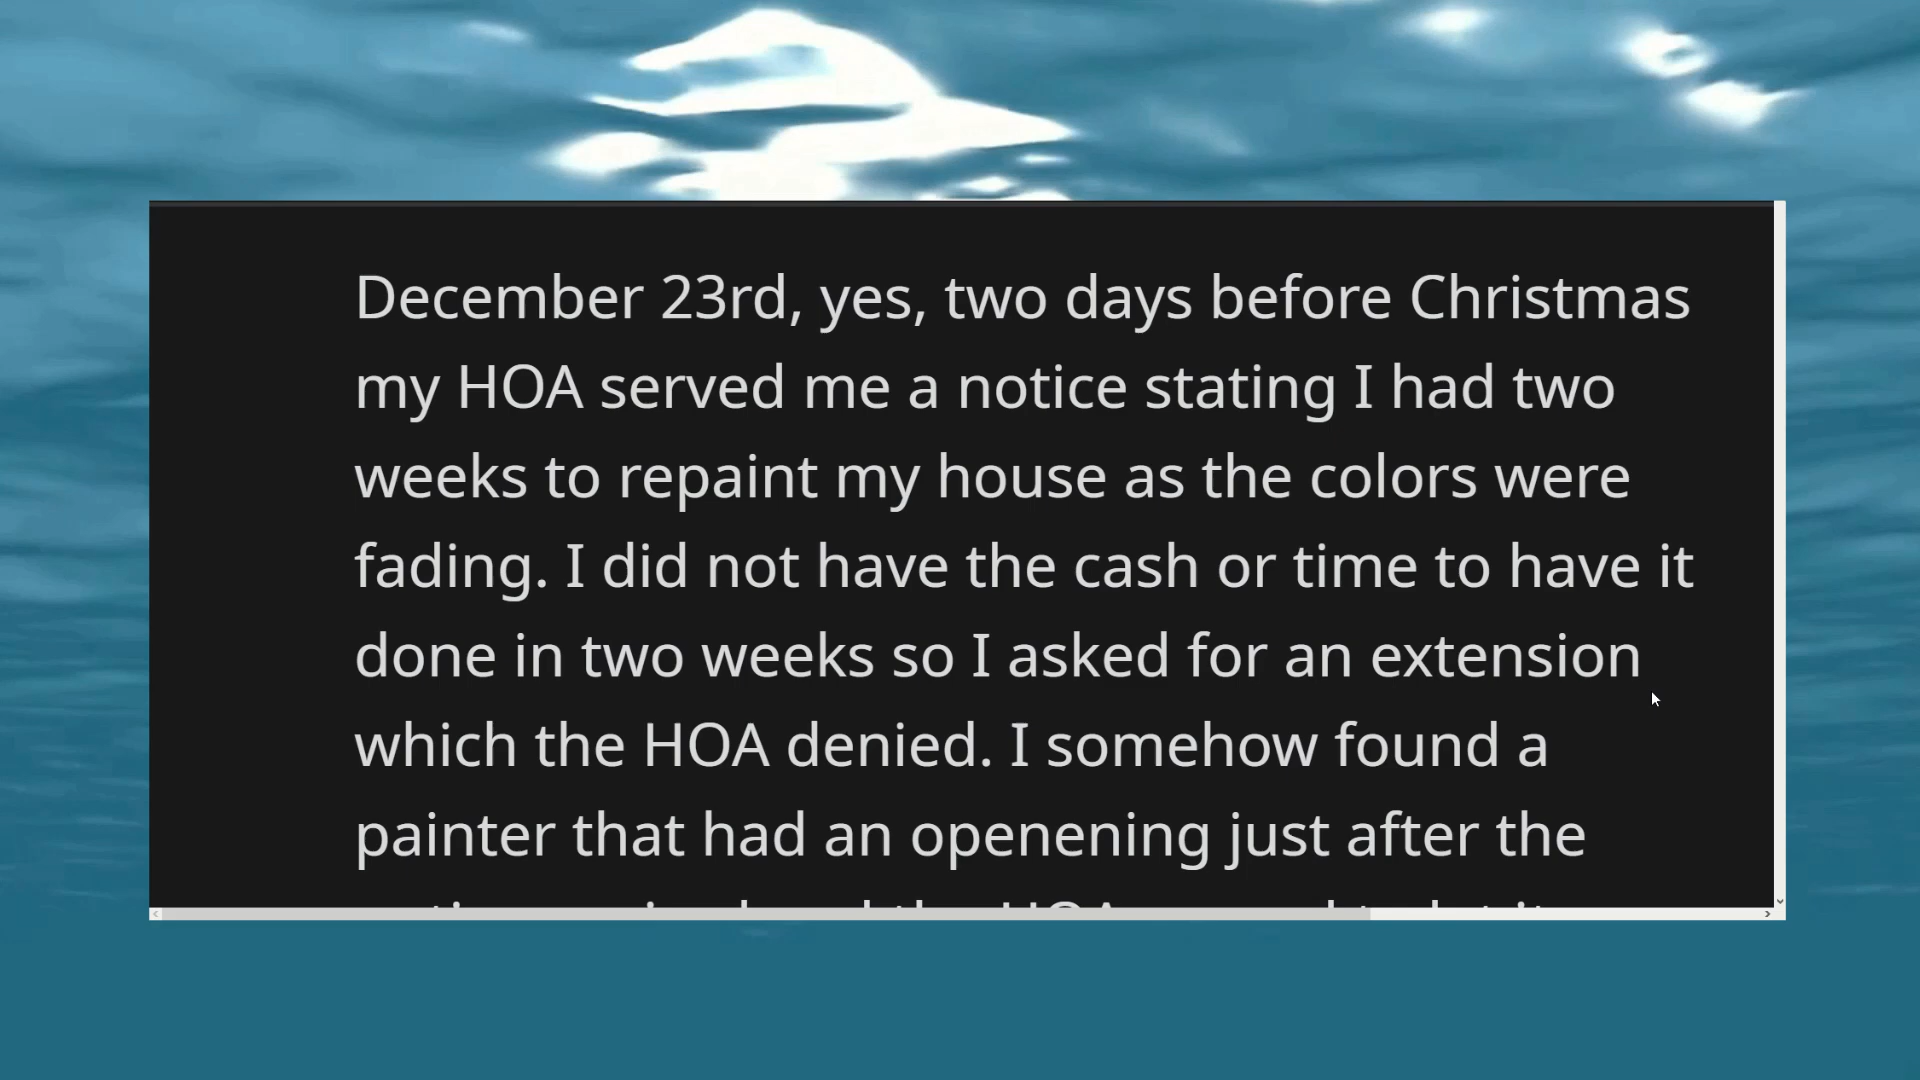 December 23rd, yes, two days before Christmas
my HOA served me a notice stating I had two
weeks to repaint my house as the colors were
fading. I did not have the cash or time to have it
done in two weeks so I asked for an extension
which the HOA denied. I somehow found a
painter that had an openening just after the